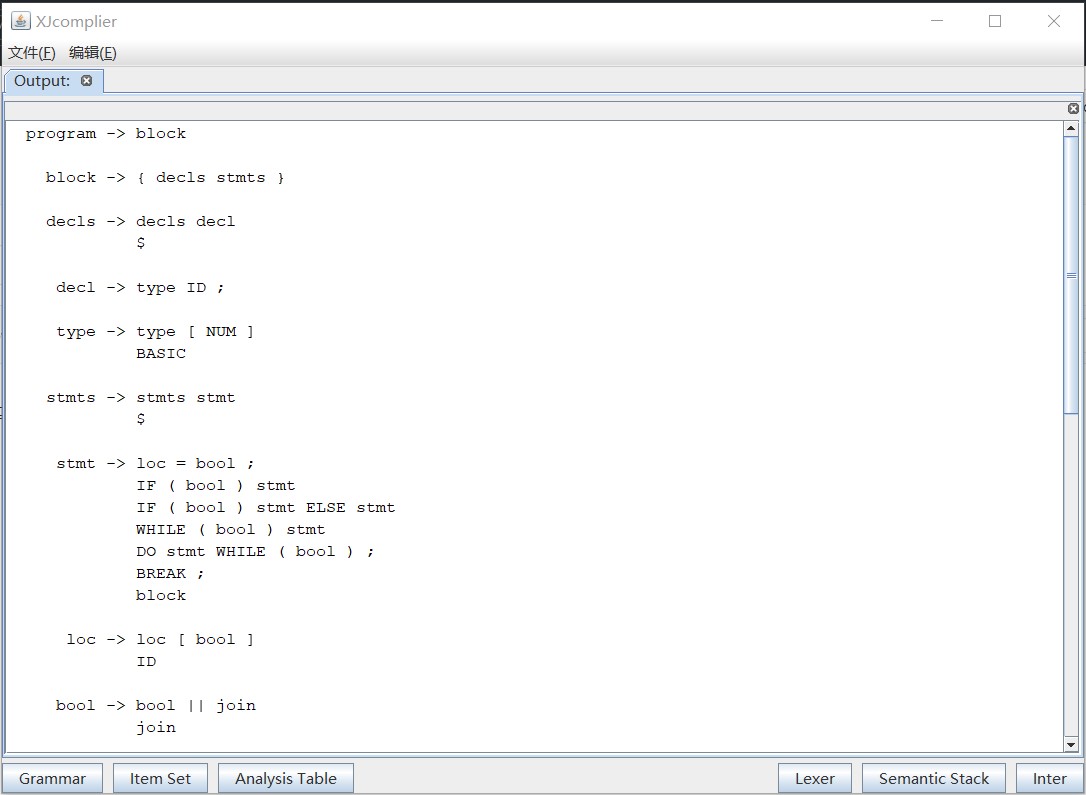 XJcomplier
文件(F) 编辑(E)
Output:
program -> block
block -> { decls stmts }
decls -> decls decl
$
decl -> type ID ;
type -> type [ NUM ]
BASIC
stmts -> stmts stmt
$
stmt -> loc = bool ;
IF ( bool ) stmt
IF ( bool ) stmt ELSE stmt
WHILE ( bool ) stmt
DO stmt WHILE ( bool ) ;
BREAK ;
block
loc -> loc [ bool ]
ID
bool -> bool || join
join
Grammar Item Set Analysis Table Lexer Semantic Stack Inter